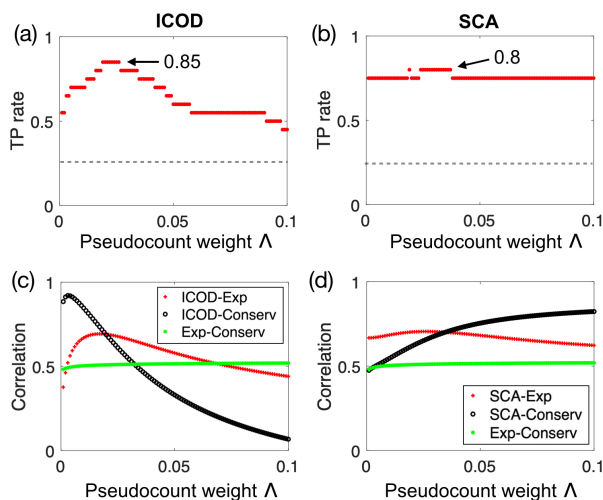 ICOD
SCA
(a)
1
0.5
0
TP rate
0.85
0
0.05
0.1
Pseudocount weight Λ
(b)
1
0.5
0
TP rate
0.8
0
0.05
0.1
Pseudocount weight Λ
(c)
1
0.5
0
Correlation
ICOD-Exp
ICOD-Conserv
Exp-Conserv
0
0.05
0.1
Pseudocount weight Λ
(d)
1
0.5
0
Correlation
SCA-Exp
SCA-Conserv
Exp-Conserv
0
0.05
0.1
Pseudocount weight Λ